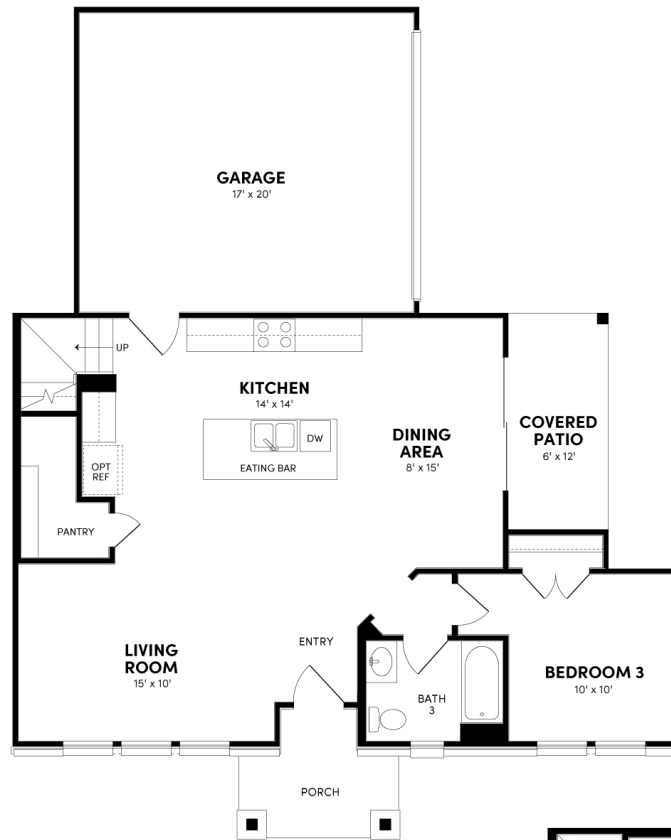 GARAGE
17' x 20'
UP
KITCHEN
14' x 14'
DW
EATING BAR
DINING
AREA
8' x 15'
COVERED
PATIO
6' x 12'
OPT
REF
PANTRY
LIVING
ROOM
15' x 10'
ENTRY
BATH
3
BEDROOM 3
10' x 10'
PORCH